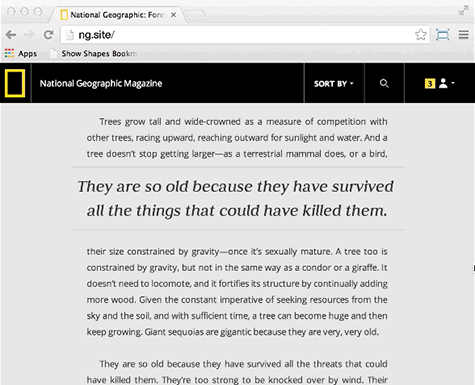 National Geographic: Fores
ng.site/
Apps
Show Shapes Bookm
National Geographic Magazine
SORT BY
3
Trees grow tall and wide-crowned as a measure of competition with
other trees, racing upward, reaching outward for sunlight and water. And a
tree doesn't stop getting larger—as a terrestrial mammal does, or a bird,
They are so old because they have survived
all the things that could have killed them.
their size constrained by gravity—once it's sexually mature. A tree too is
constrained by gravity, but not in the same way as a condor or a giraffe. It
doesn't need to locomote, and it fortifies its structure by continually adding
more wood. Given the constant imperative of seeking resources from the
sky and the soil, and with sufficient time, a tree can become huge and then
keep growing. Giant sequoias are gigantic because they are very, very old.
They are so old because they have survived all the threats that could
have killed them. They're too strong to be knocked over by wind. Their